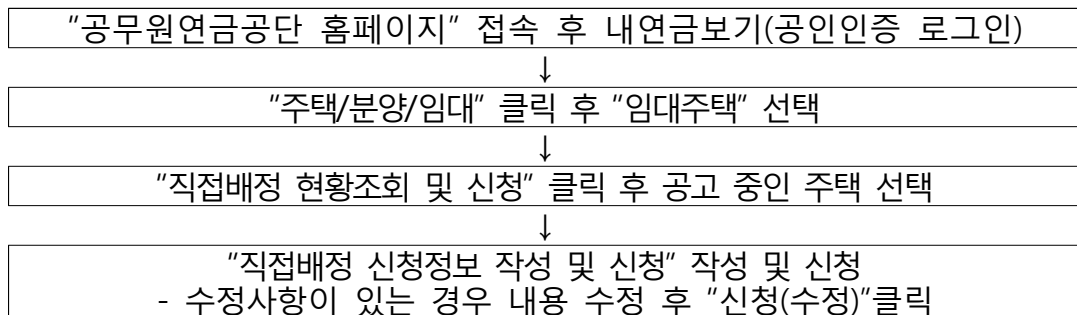 "공무원연금공단 홈페이지" 접속 후 내연금보기(공인인증 로그인)
↓
"주택/분양/임대" 클릭 후 "임대주택" 선택
↓
"직접배정 현황조회 및 신청" 클릭 후 공고 중인 주택 선택
↓
"직접배정 신청정보 작성 및 신청" 작성 및 신청
- 수정사항이 있는 경우 내용 수정 후 "신청(수정)"클릭